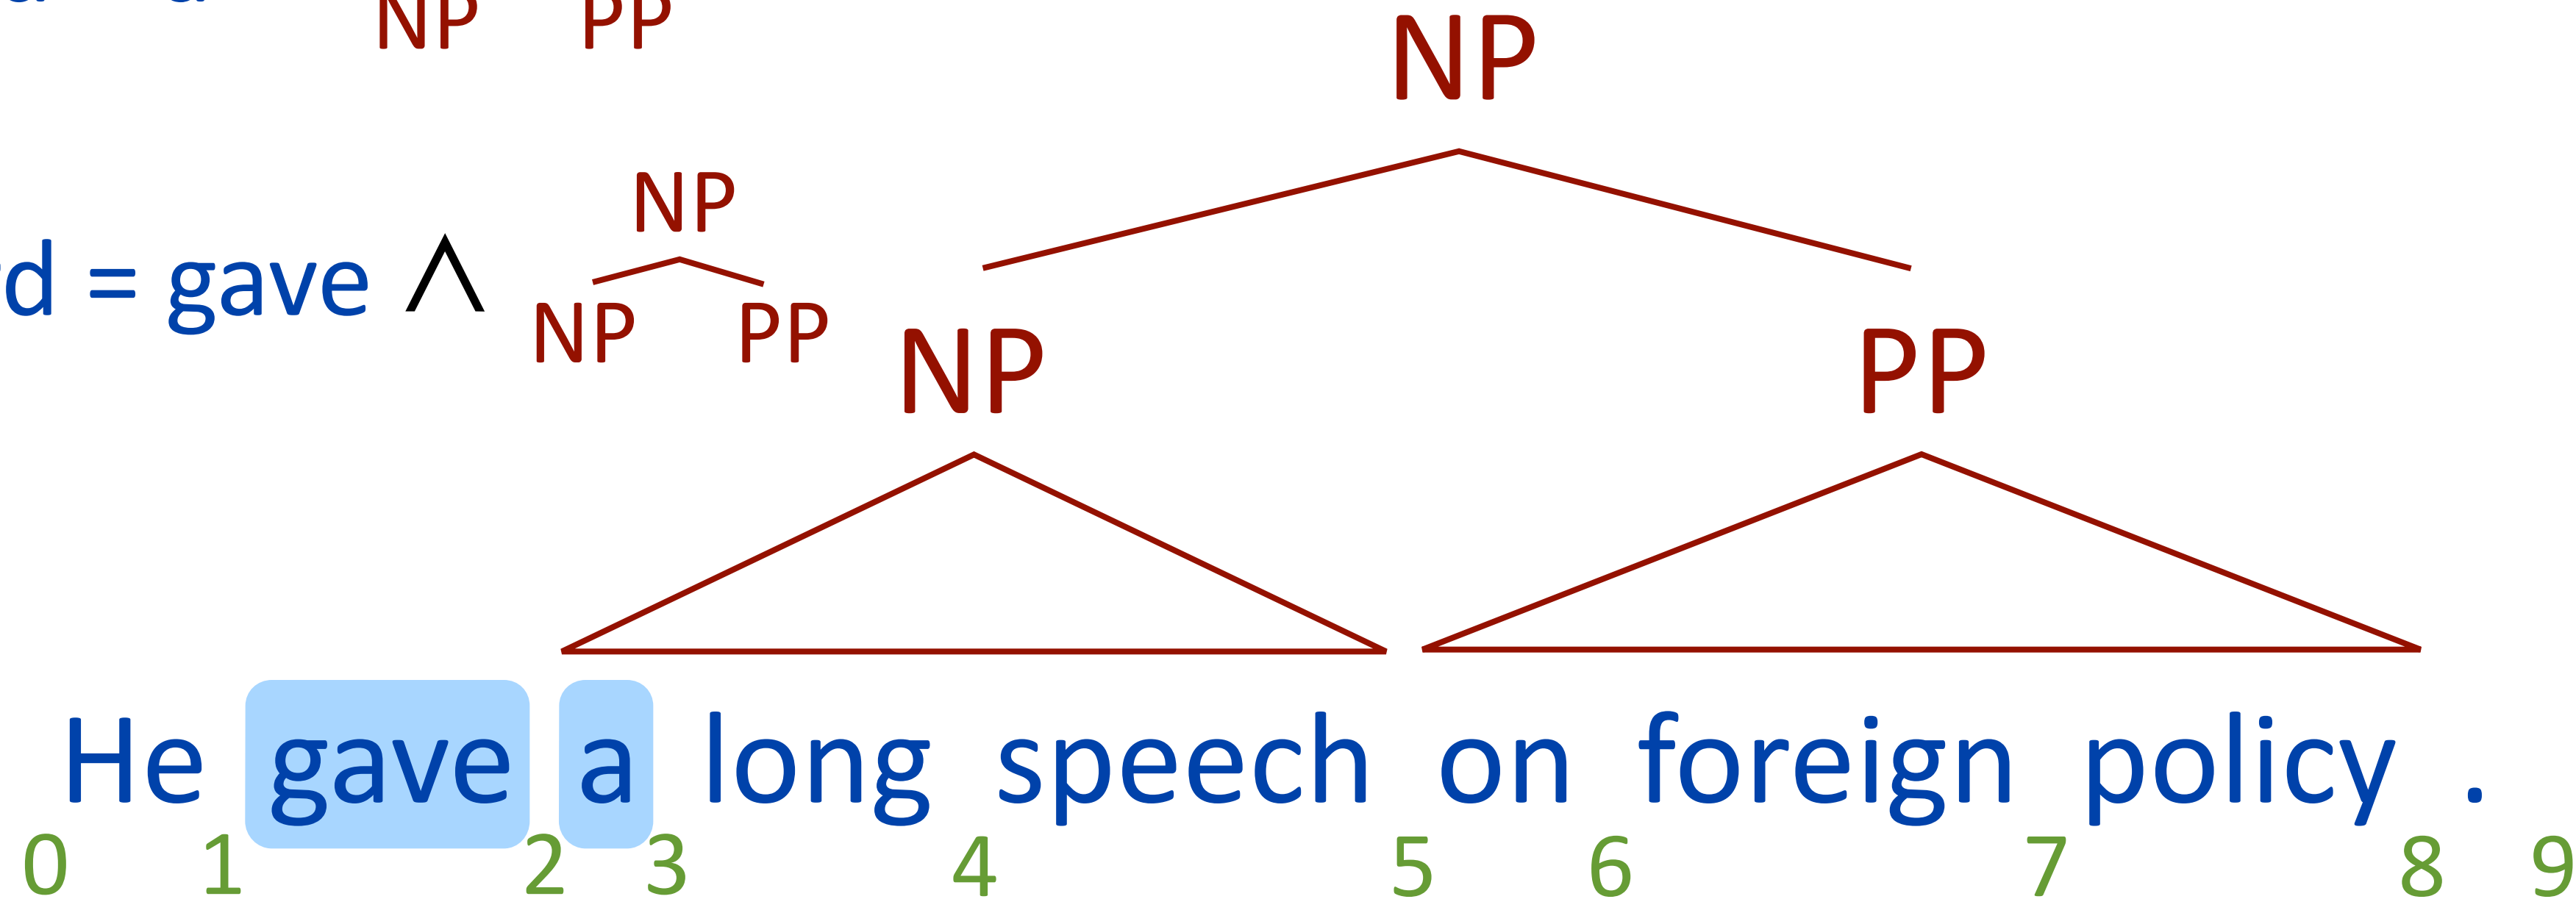 NP PP
NP
NP
d = gave ∧
NP PP
NP
PP
He gave a long speech on foreign policy .
0 1 2 3 4 5 6 7 8 9